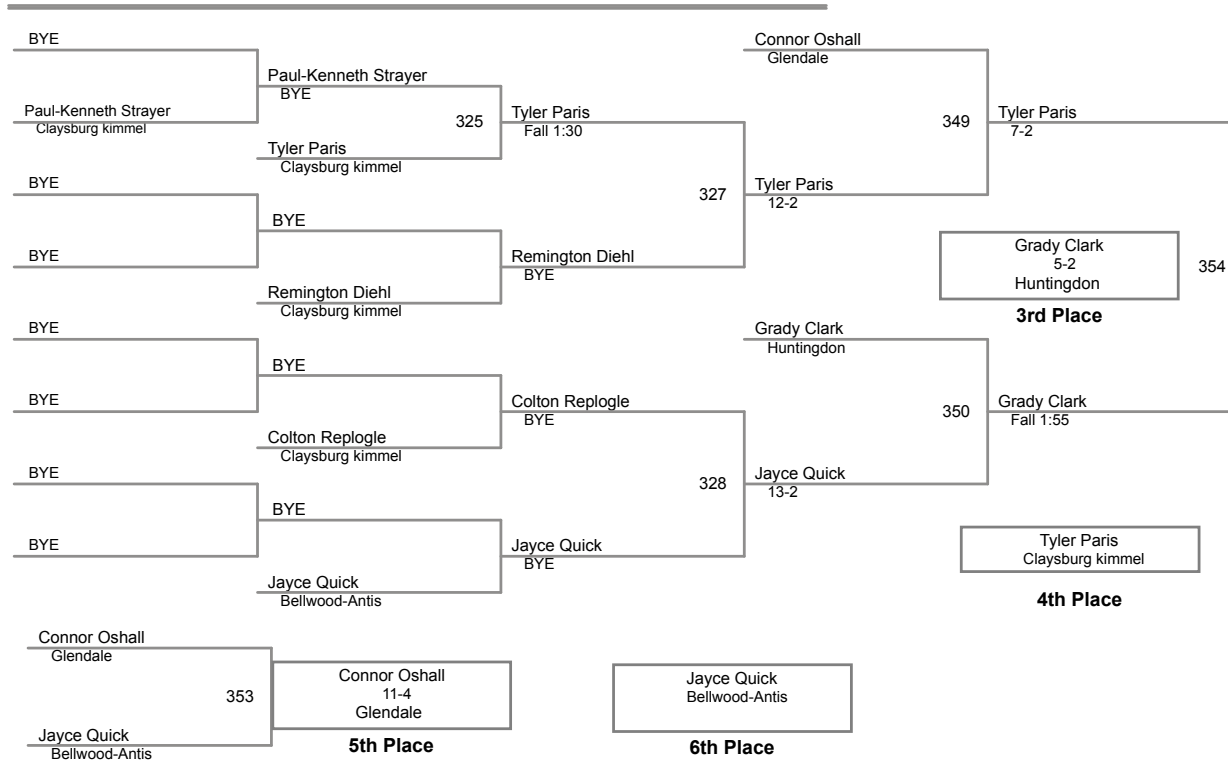 BYE
Connor Oshall
Glendale
Paul-Kenneth Strayer
BYE
Paul-Kenneth Strayer
Claysburg kimmel
325
Tyler Paris
Fall 1:30
349
Tyler Paris
7-2
Tyler Paris
Claysburg kimmel
BYE
327
Tyler Paris
12-2
BYE
Grady Clark
5-2
Huntingdon
354
3rd Place
BYE
Remington Diehl
BYE
Remington Diehl
Claysburg kimmel
BYE
Grady Clark
Huntingdon
BYE
BYE
Colton Replogle
BYE
350
Grady Clark
Fall 1:55
Colton Replogle
Claysburg kimmel
BYE
328
Jayce Quick
13-2
BYE
BYE
Jayce Quick
BYE
Tyler Paris
Claysburg kimmel
4th Place
Jayce Quick
Bellwood-Antis
Connor Oshall
Glendale
353
Connor Oshall
11-4
Glendale
5th Place
Jayce Quick
Bellwood-Antis
6th Place
Jayce Quick
Bellwood-Antis